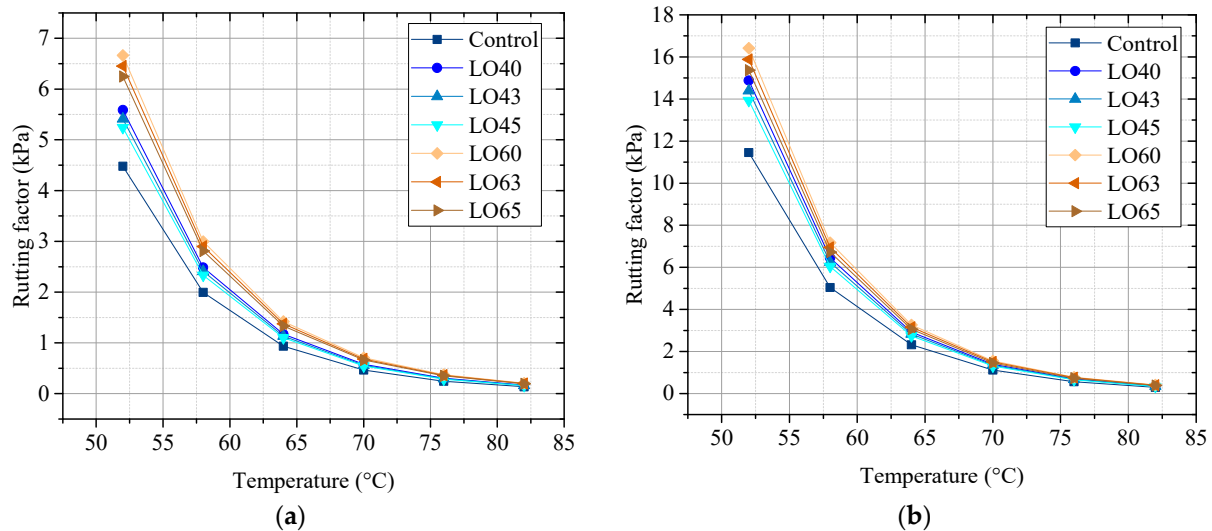 7
6
5
4
3
2
1
0
Rutting factor (kPa)
Control
LO40
LO43
LO45
LO60
LO63
LO65
50 55 60 65 70 75 80 85
Temperature (°C)
(a)
18
16
14
12
10
8
6
4
2
0
Rutting factor (kPa)
Control
LO40
LO43
LO45
LO60
LO63
LO65
50 55 60 65 70 75 80 85
Temperature (°C)
(b)